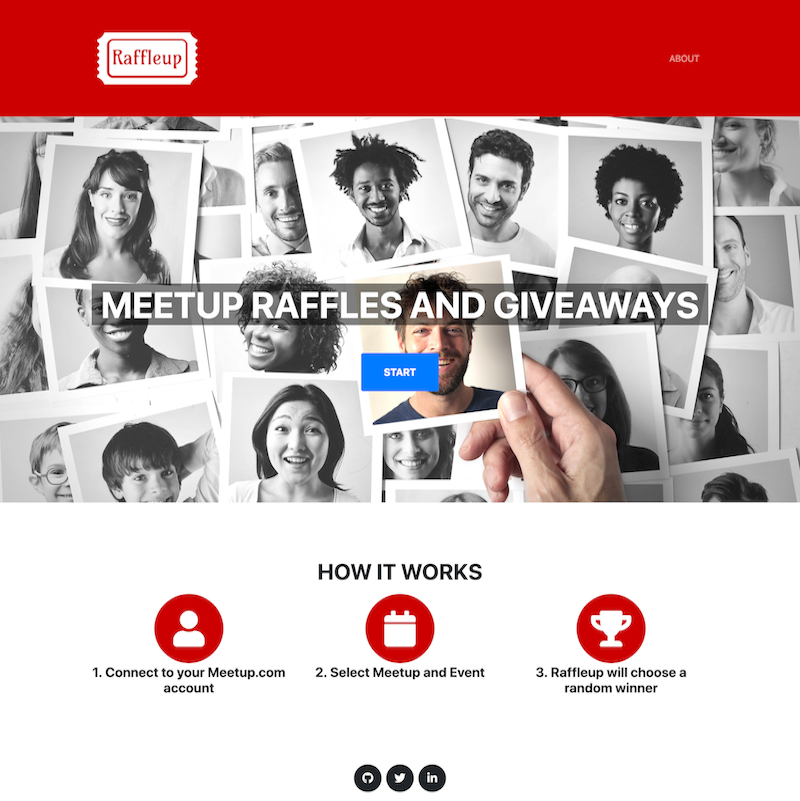 Raffleup
ABOUT
MEETUP RAFFLES AND GIVEAWAYS
START
HOW IT WORKS
1. Connect to your Meetup.com
account
2. Select Meetup and Event
3. Raffleup will choose a
random winner